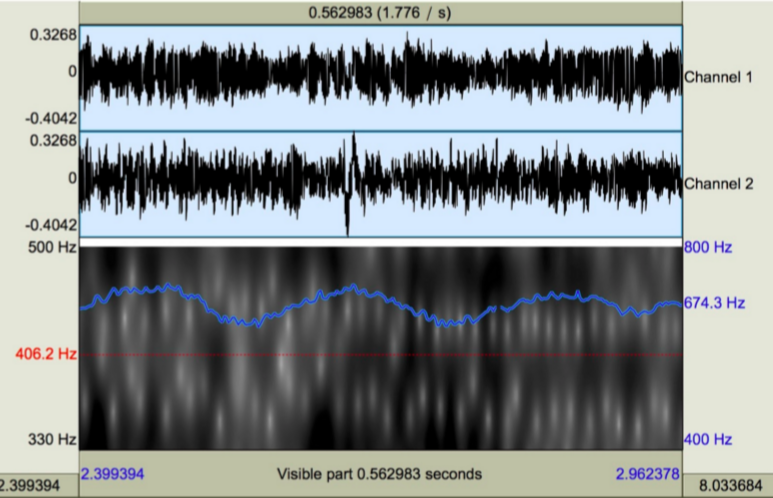 0.562983 (1.776 / s)
0.3268
0
-0.4042
Channel 1
0.3268
0
-0.4042
Channel 2
500 Hz
800 Hz
674.3 Hz
406.2 Hz
330 Hz
400 Hz
2.399394
Visible part 0.562983 seconds
2.962378
2.399394
8.033684